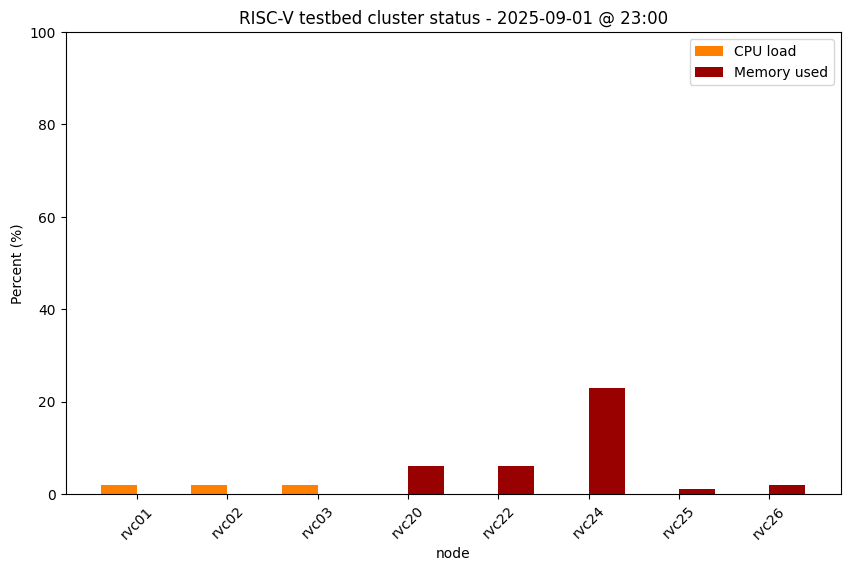 RISC-V testbed cluster status - 2025-09-01 @ 23:00
CPU load
Memory used
Percent (%)
100
80
60
40
20
0
rvc01
rvc02
rvc03
rvc20
rvc22
rvc24
rvc25
rvc26
node